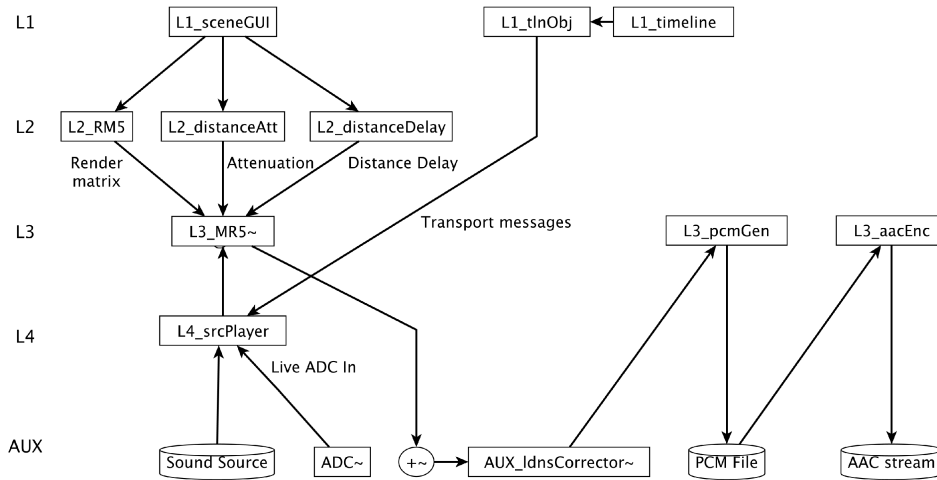 L1
L1_sceneGUI
L1_tlnObj
L1_timeline
L2
L2_RM5
L2_distanceAtt
L2_distanceDelay
Render
matrix
Attenuation
Distance Delay
L3
L3_MR5~
Transport messages
L3_pcmGen
L3_aacEnc
L4
L4_srcPlayer
Live ADC In
AUX
Sound Source
ADC~
+~
AUX_ldnsCorrector~
PCM File
AAC stream